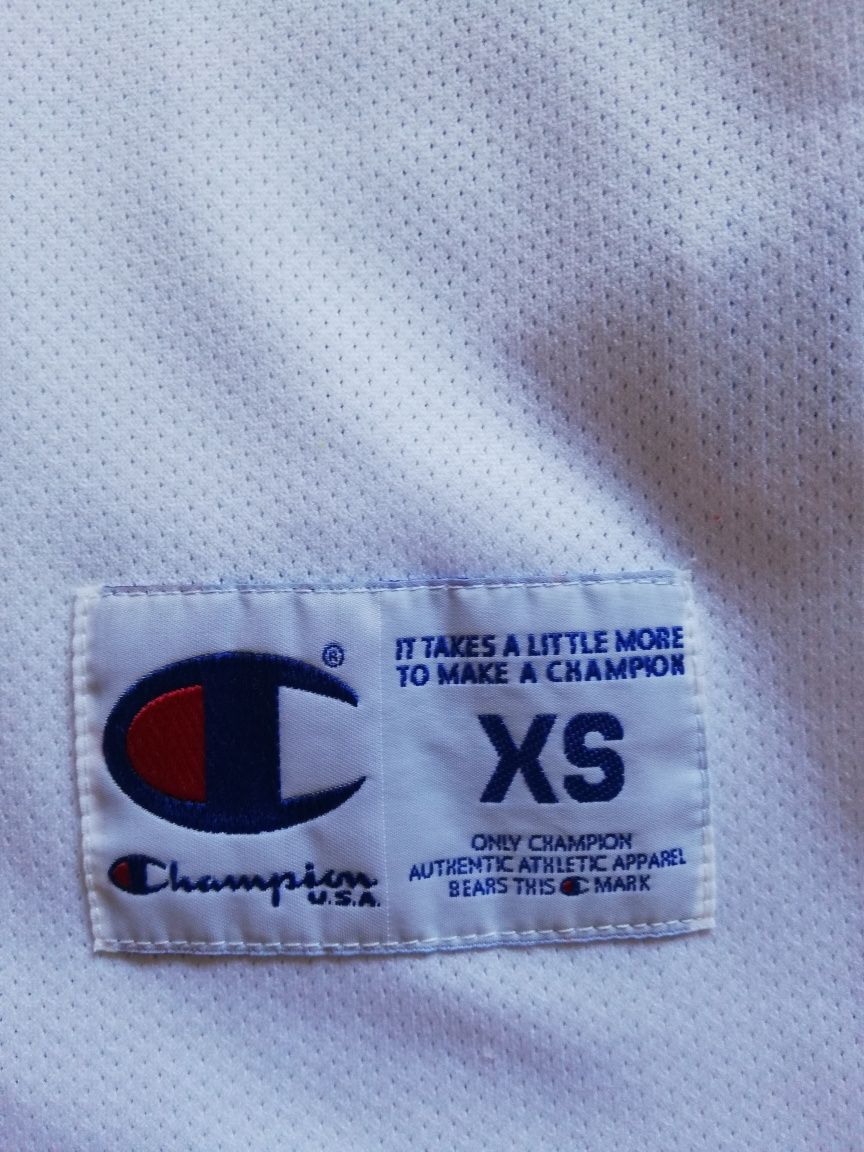 ®
Champion
U.S.A.
IT TAKES A LITTLE MORE
TO MAKE A CHAMPION
XS
ONLY CHAMPION
AUTHENTIC ATHLETIC APPAREL
BEARS THIS C MARK